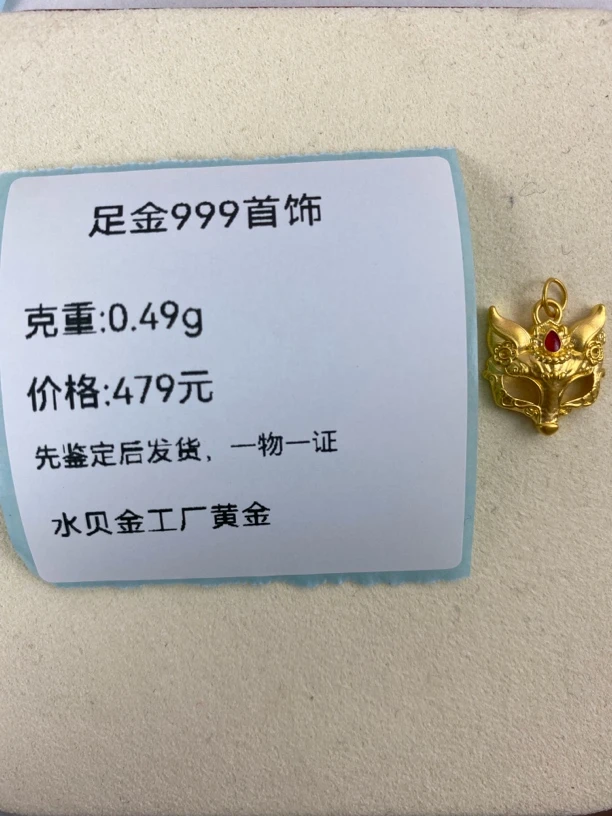 足金999首饰
克重:0.49g
价格:479元
先鉴定后发货，一物一证
水贝金工厂黄金